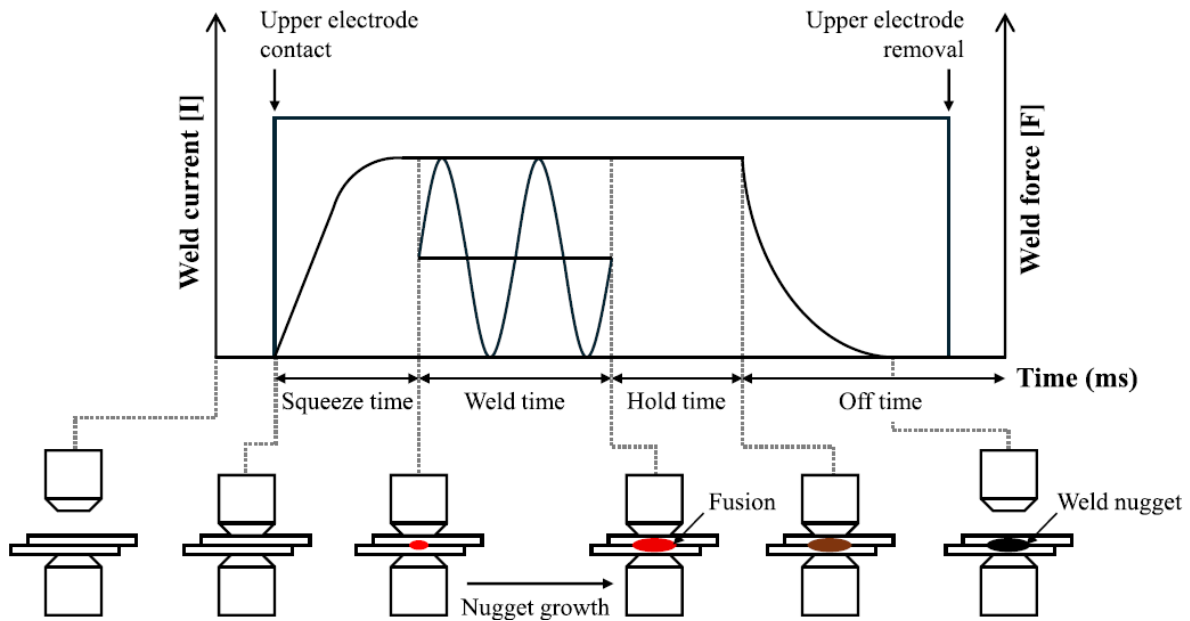 Upper electrode
contact
Upper electrode
removal
Weld current [I]
Weld force [F]
Time (ms)
Squeeze time
Weld time
Hold time
Off time
Fusion
Weld nugget
Nugget growth